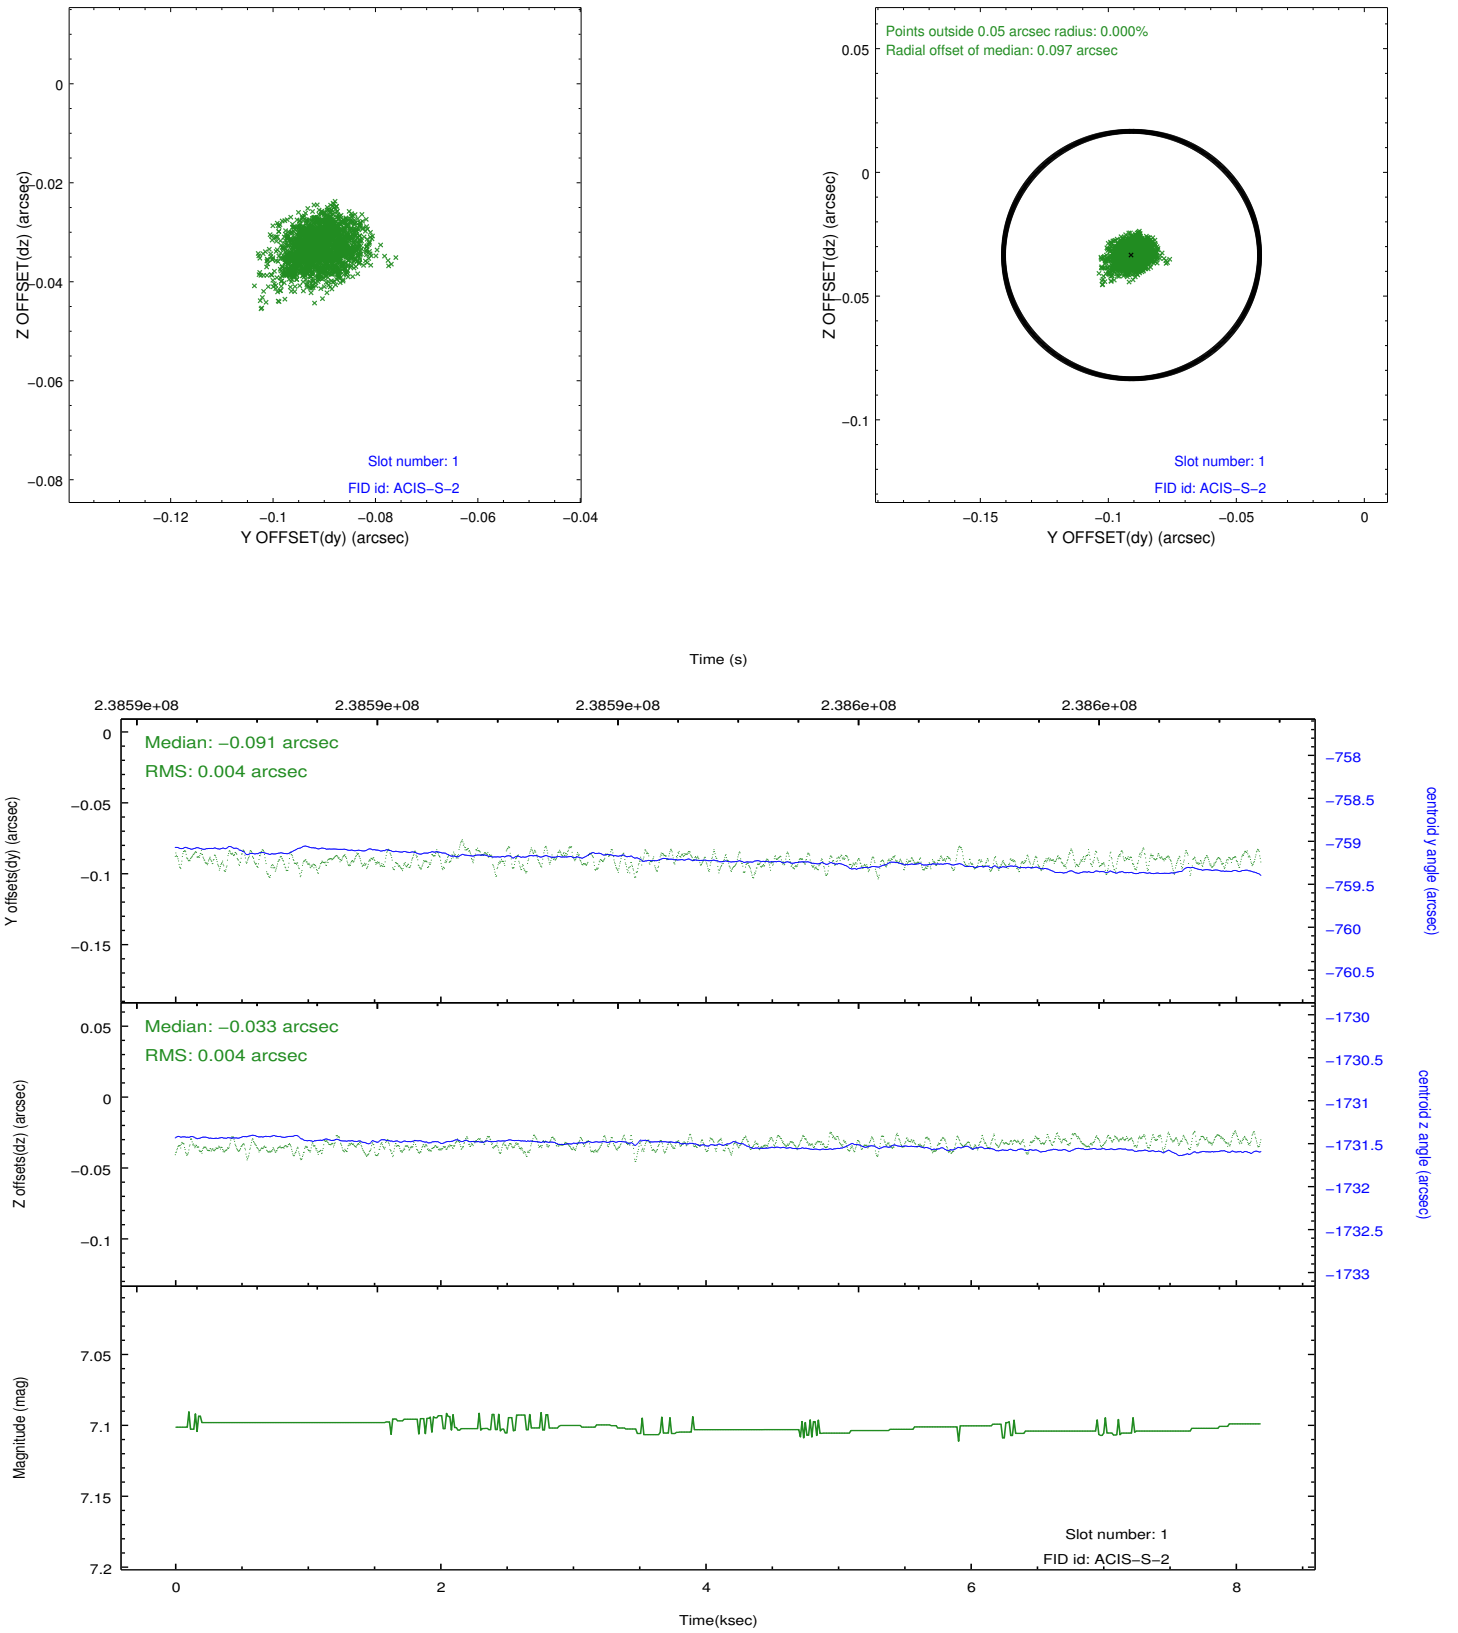 0
−0.02
−0.04
−0.06
−0.08
Z OFFSET(dz) (arcsec)
Slot number: 1
FID id: ACIS−S−2
−0.12
−0.1
−0.08
−0.06
−0.04
Y OFFSET(dy) (arcsec)
Points outside 0.05 arcsec radius: 0.000%
Radial offset of median: 0.097 arcsec
0.05
0
−0.05
−0.1
Z OFFSET(dz) (arcsec)
Slot number: 1
FID id: ACIS−S−2
−0.15
−0.1
−0.05
0
Y OFFSET(dy) (arcsec)
Time (s)
2.3859e+08
2.3859e+08
2.3859e+08
2.386e+08
2.386e+08
Median: −0.091 arcsec
RMS: 0.004 arcsec
0
−0.05
−0.1
−0.15
Y offsets(dy) (arcsec)
−758
−758.5
−759
−759.5
−760
−760.5
centroid y angle (arcsec)
Median: −0.033 arcsec
RMS: 0.004 arcsec
0.05
0
−0.05
−0.1
Z offsets(dz) (arcsec)
−1730
−1730.5
−1731
−1731.5
−1732
−1732.5
−1733
centroid z angle (arcsec)
7.05
7.1
7.15
7.2
Magnitude (mag)
Slot number: 1
FID id: ACIS−S−2
0
2
4
6
8
Time(ksec)